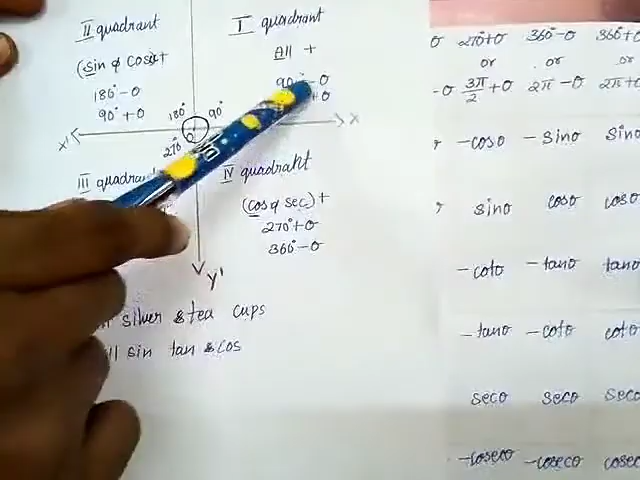 II quadrant
(Sin & Cosec)+
180° - θ
90° + θ
I quadrant
All +
90° - θ
+ θ
180° 90°
X' X
270°
III quadrant
IV quadrant
(Cos & Sec)+
270° + θ
360° - θ
Y'
silver & tea cups
sin tan & cos
θ 270+θ 360-θ 360+θ
or or or
-θ 3π/2 + θ 2π - θ 2π + θ
-cosθ -sinθ sinθ
sinθ cosθ cosθ
-cotθ -tanθ tanθ
-tanθ -cotθ cotθ
secθ secθ
-cosecθ -cosecθ cosecθ